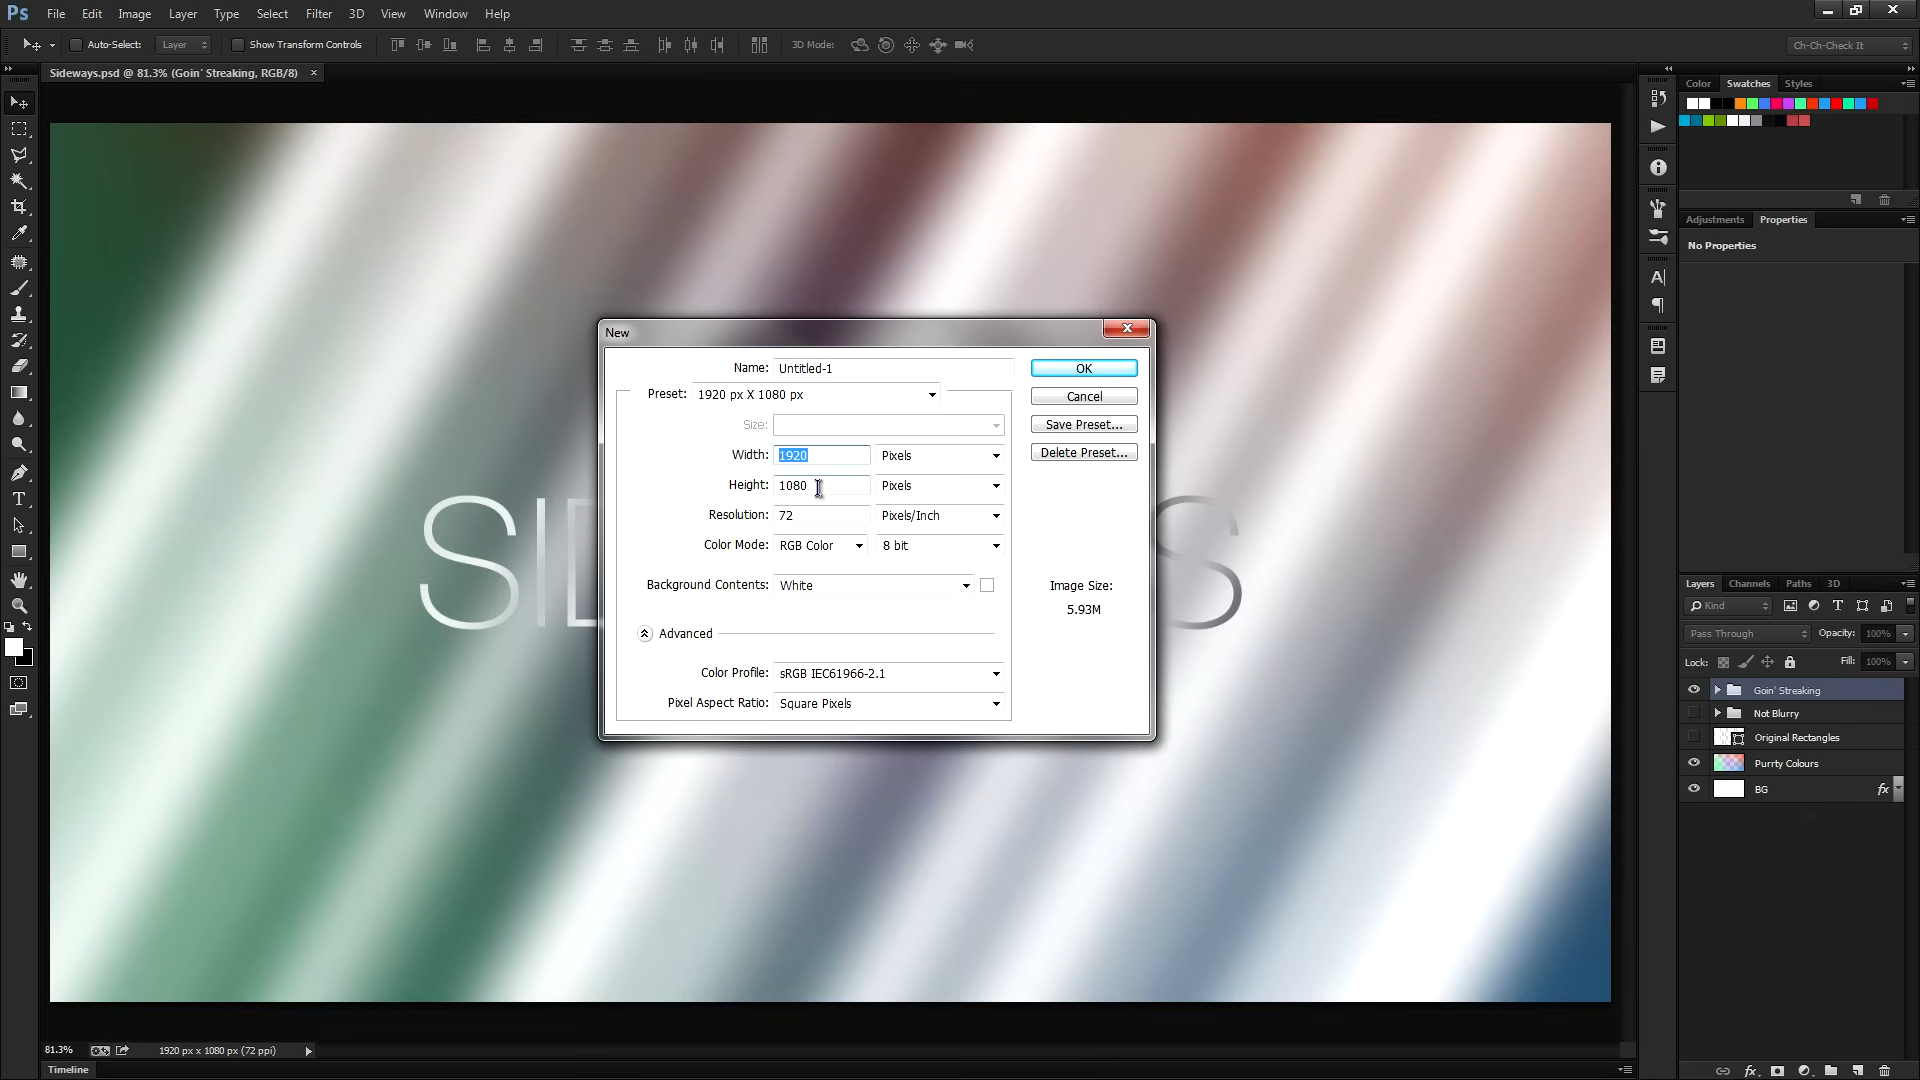 Ps File Edit Image Layer Type Select Filter 3D View Window Help
Auto-Select: Layer Show Transform Controls 3D Mode: Ch-Ch-Check It
Sideways.psd @ 81.3% (Goin' Streaking, RGB/8) ×
Color Swatches Styles
Adjustments Properties
No Properties
New
Name: Untitled-1 OK
Preset: 1920 px X 1080 px Cancel
Size: Save Preset...
Width: 1920 Pixels Delete Preset...
Height: 1080 Pixels
Resolution: 72 Pixels/Inch
Color Mode: RGB Color 8 bit
Background Contents: White
Image Size:
5.93M
Advanced
Color Profile: sRGB IEC61966-2.1
Pixel Aspect Ratio: Square Pixels
Layers Channels Paths 3D
Kind
Pass Through Opacity: 100%
Lock: Fill: 100%
Goin' Streaking
Not Blurry
Original Rectangles
Purrty Colours
BG fx
81.3% 1920 px x 1080 px (72 ppi)
Timeline